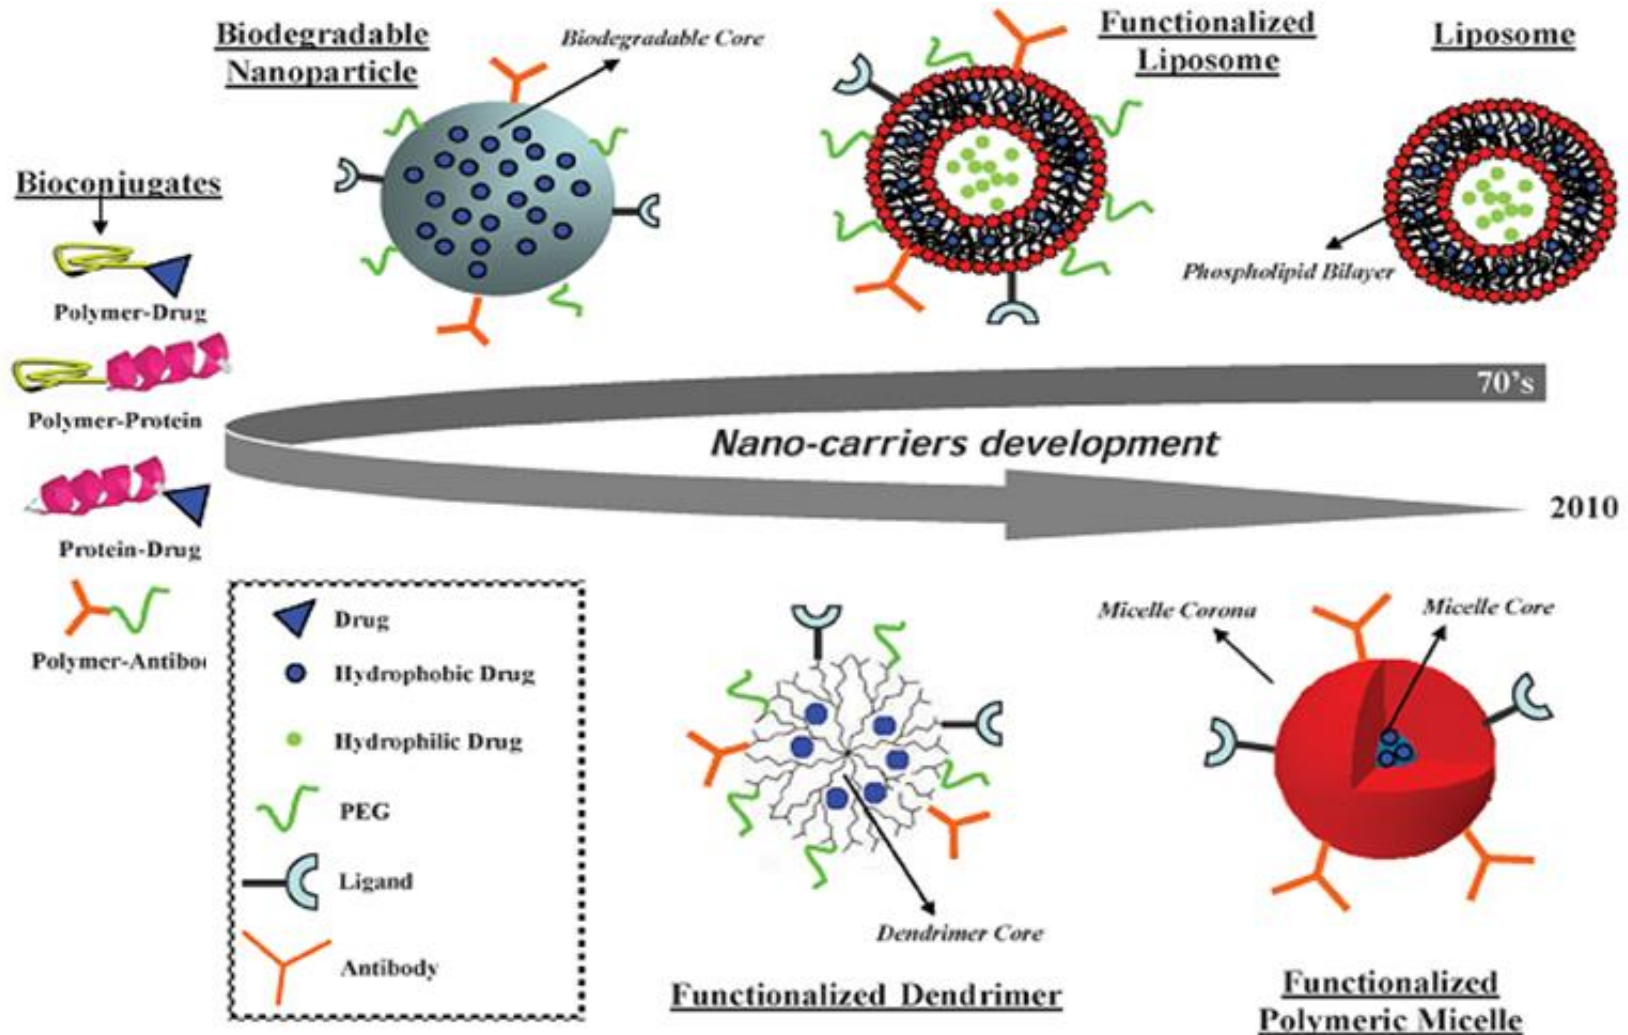 Biodegradable
Nanoparticle
Biodegradable Core
Functionalized
Liposome
Liposome
Phospholipid Bilayer
Bioconjugates
Polymer-Drug
Polymer-Protein
Protein-Drug
Polymer-Antibo
70's
Nano-carriers development
2010
Drug
Hydrophobic Drug
Hydrophilic Drug
PEG
Ligand
Antibody
Dendrimer Core
Functionalized Dendrimer
Micelle Corona
Micelle Core
Functionalized
Polymeric Micelle